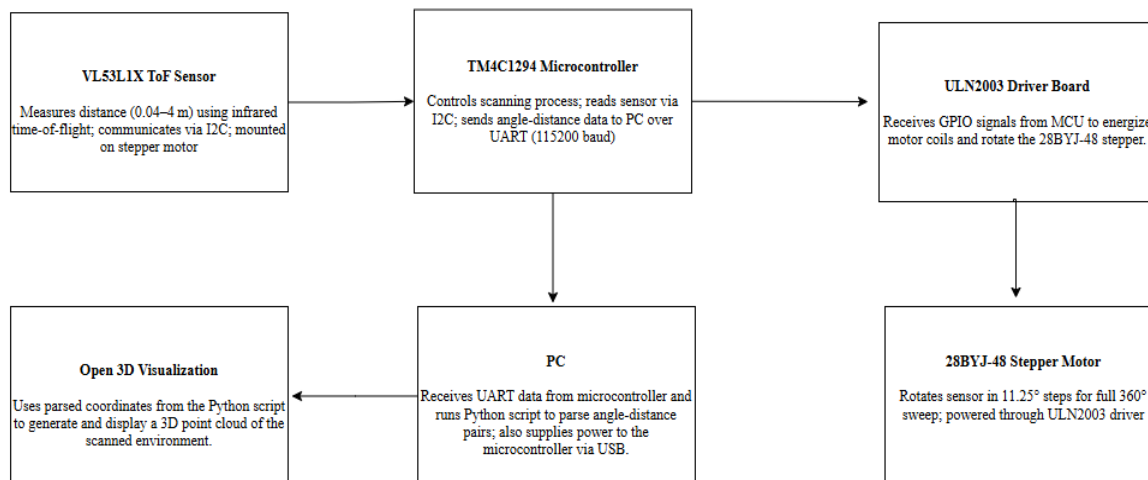 VL53L1X ToF Sensor
Measures distance (0.04–4 m) using infrared
time-of-flight; communicates via I2C; mounted
on stepper motor
TM4C1294 Microcontroller
Controls scanning process; reads sensor via
I2C; sends angle-distance data to PC over
UART (115200 baud)
ULN2003 Driver Board
Receives GPIO signals from MCU to energize
motor coils and rotate the 28BYJ-48 stepper.
Open 3D Visualization
Uses parsed coordinates from the Python script
to generate and display a 3D point cloud of the
scanned environment.
PC
Receives UART data from microcontroller and
runs Python script to parse angle-distance
pairs; also supplies power to the
microcontroller via USB.
28BYJ-48 Stepper Motor
Rotates sensor in 11.25° steps for full 360°
sweep; powered through ULN2003 driver